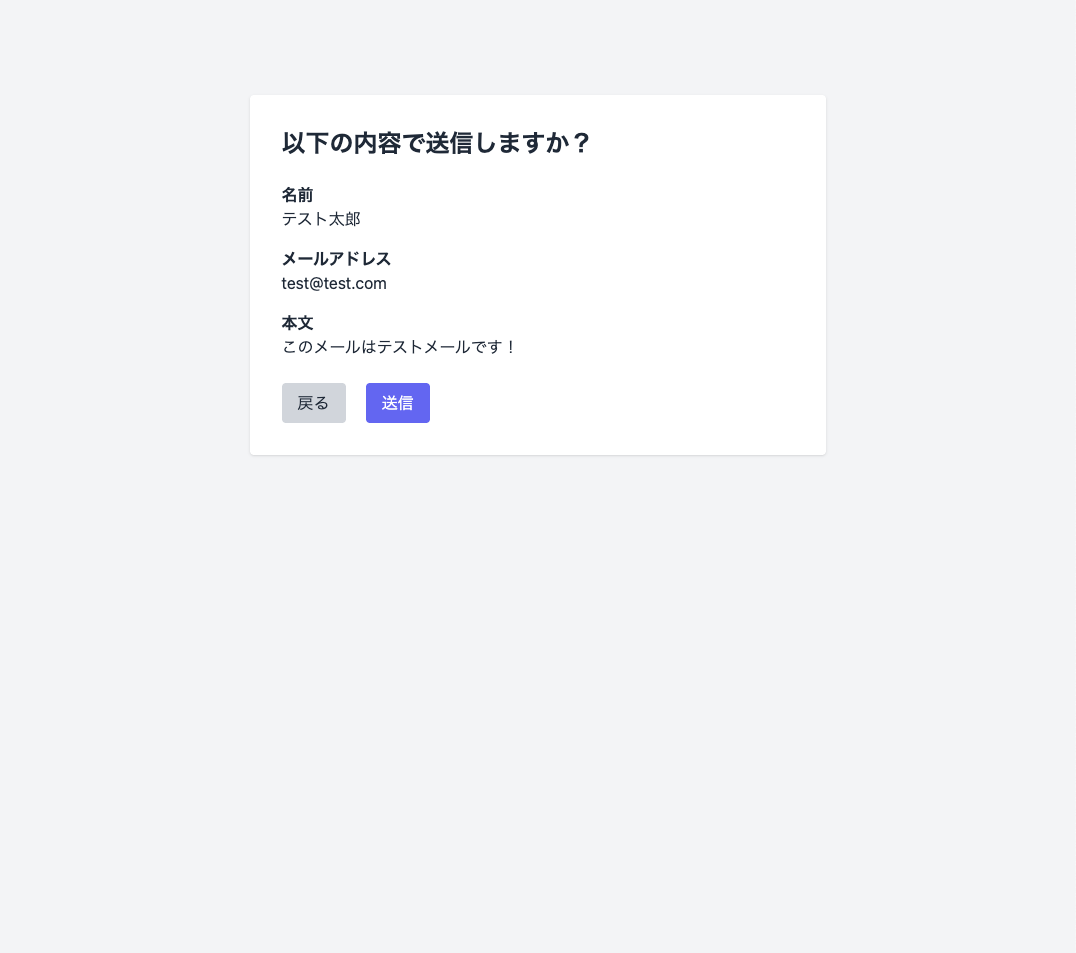 以下の内容で送信しますか？
名前
テスト太郎
メールアドレス
test@test.com
本文
このメールはテストメールです！
戻る
送信